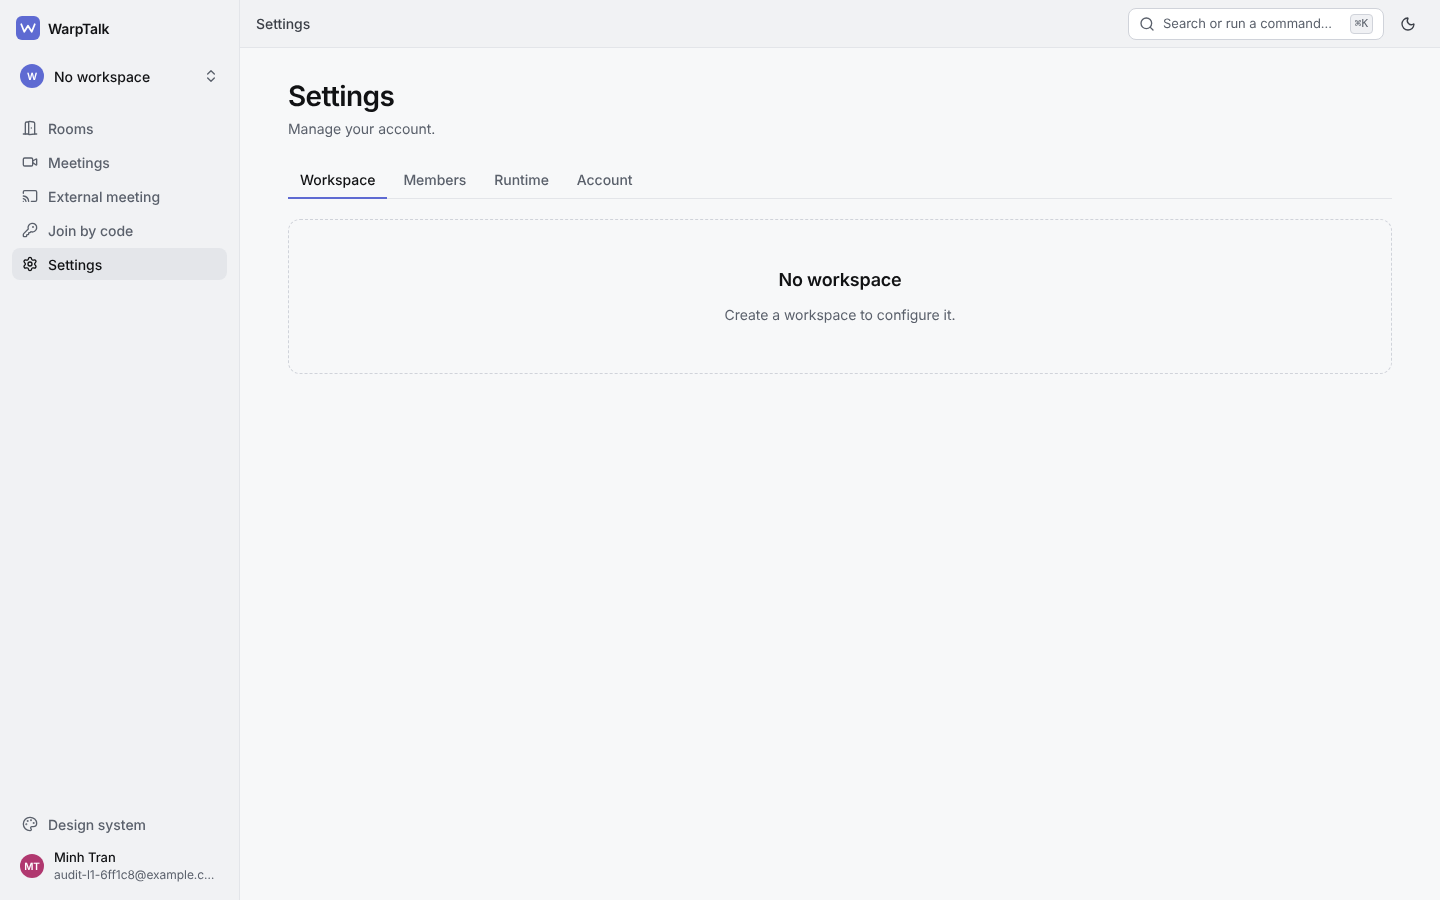 WarpTalk
W
No workspace
Rooms
Meetings
External meeting
Join by code
Settings
Design system
MT
Minh Tran
audit-l1-6ff1c8@example.c...
Settings
Search or run a command...
⌘K
Settings
Manage your account.
Workspace
Members
Runtime
Account
No workspace
Create a workspace to configure it.